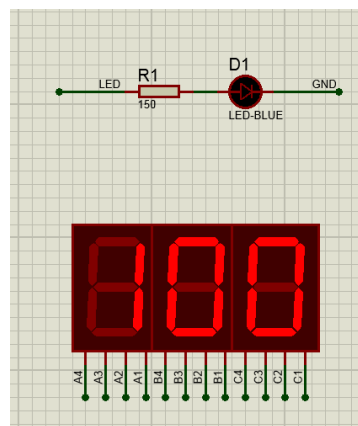 D1
R1
LED
GND
150
LED-BLUE
100
A4 A3 A2 A1 B4 B3 B2 B1 C4 C3 C2 C1